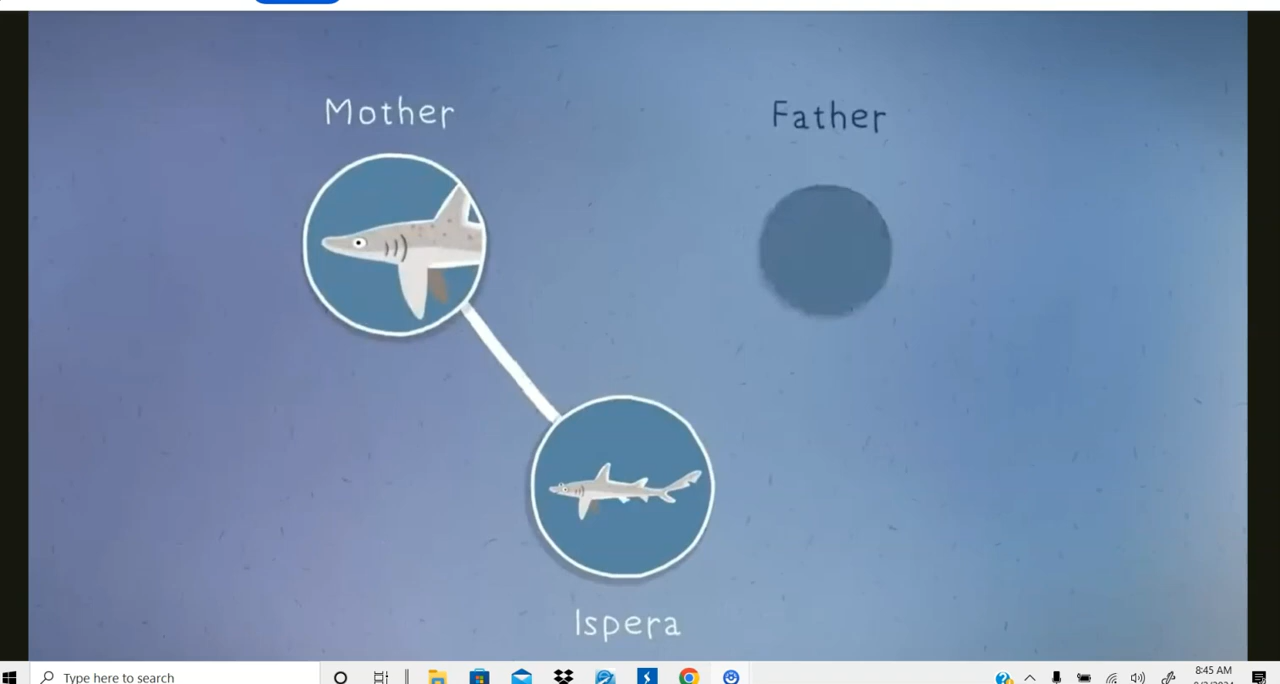 Mother
Father
Ispera
Type here to search
8:45 AM